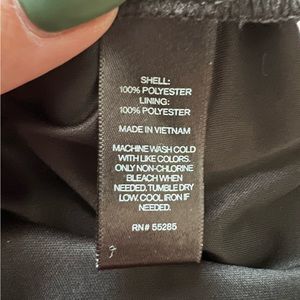 SHELL:
100% POLYESTER
LINING:
100% POLYESTER
MADE IN VIETNAM
MACHINE WASH COLD
WITH LIKE COLORS.
ONLY NON-CHLORINE
BLEACH WHEN
NEEDED. TUMBLE DRY
LOW. COOL IRON IF
NEEDED.
RN# 55285